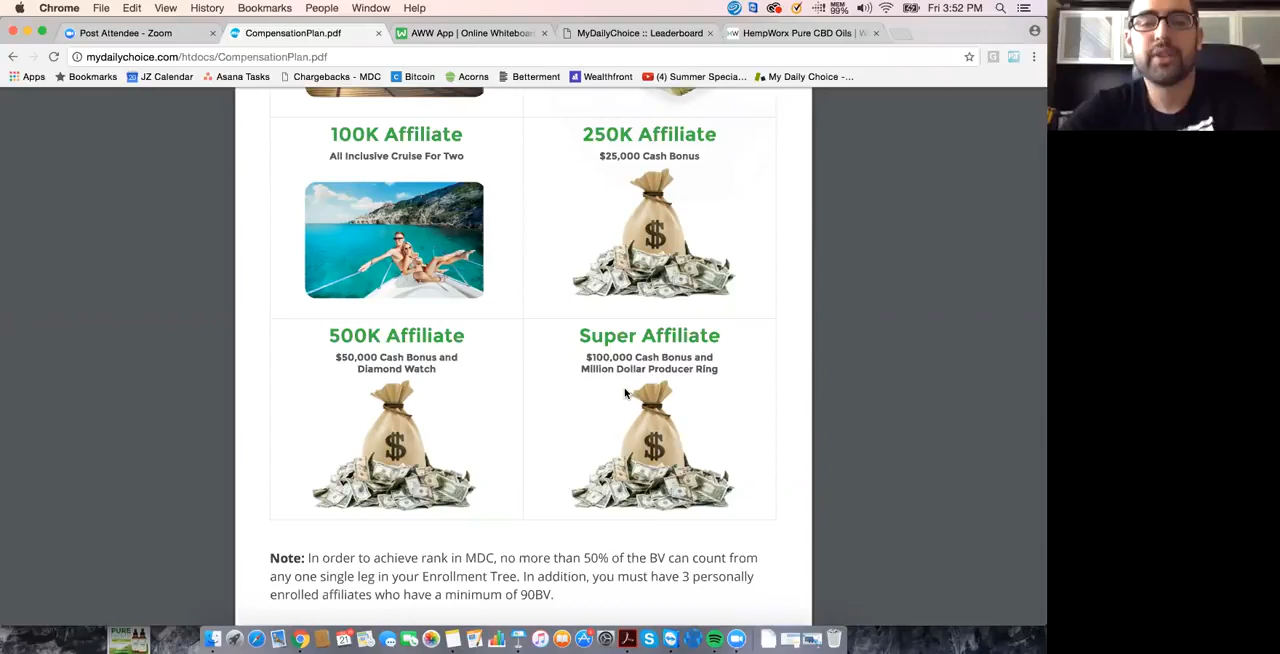 Chrome File Edit View History Bookmarks People Window Help
MEM 99% Fri 3:52 PM
Post Attendee - Zoom
CompensationPlan.pdf
AWW App | Online Whiteboa
MyDailyChoice :: Leaderboard
HW HempWorx Pure CBD Oils | W
mydailychoice.com/htdocs/CompensationPlan.pdf
Apps Bookmarks JZ Calendar Asana Tasks Chargebacks - MDC Bitcoin Acorns Betterment Wealthfront (4) Summer Specia... My Daily Choice -...
100K Affiliate
All Inclusive Cruise For Two
250K Affiliate
$25,000 Cash Bonus
$
500K Affiliate
$50,000 Cash Bonus and
Diamond Watch
$
Super Affiliate
$100,000 Cash Bonus and
Million Dollar Producer Ring
$
Note: In order to achieve rank in MDC, no more than 50% of the BV can count from
any one single leg in your Enrollment Tree. In addition, you must have 3 personally
enrolled affiliates who have a minimum of 90BV.
PURE